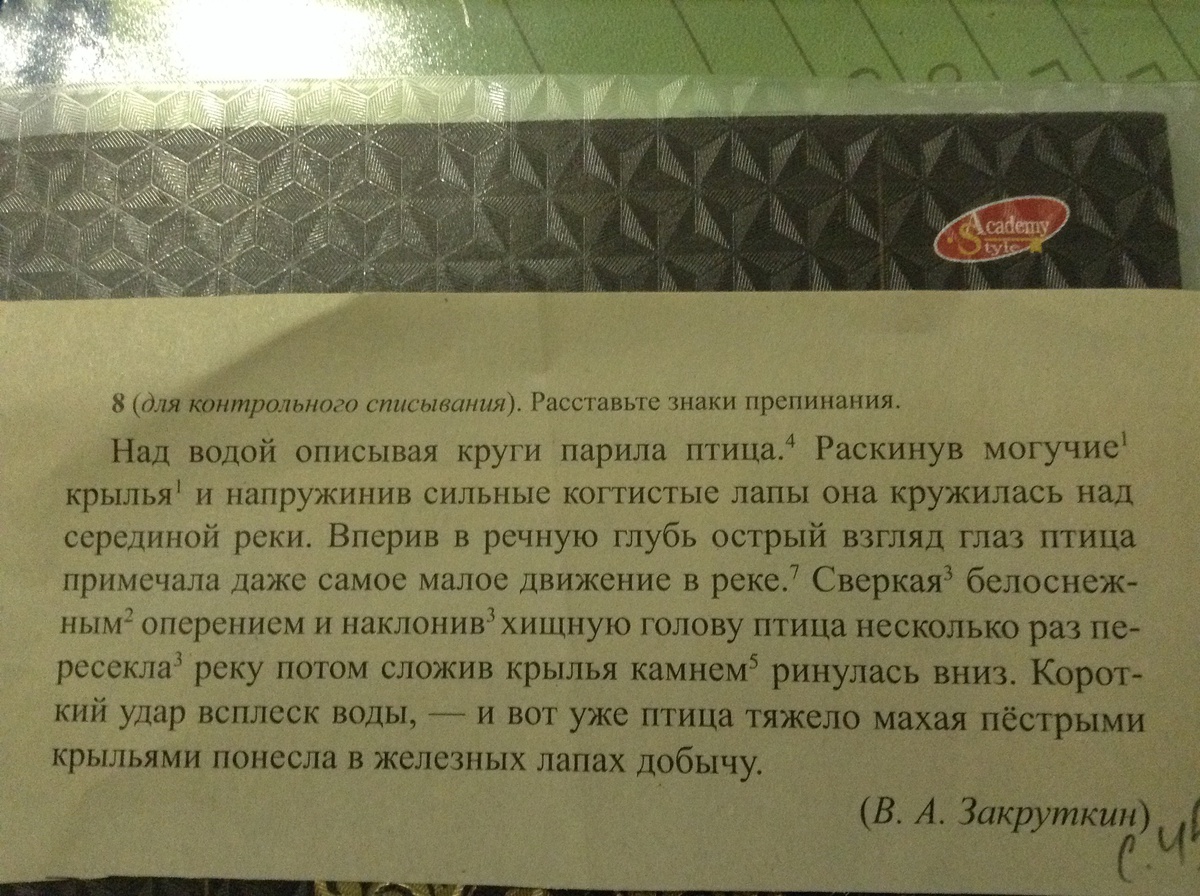 Academy
Style
8 (для контрольного списывания). Расставьте знаки препинания.
Над водой описывая круги парила птица.⁴ Раскинув могучие¹
крылья¹ и напружинив сильные когтистые лапы она кружилась над
серединой реки. Вперив в речную глубь острый взгляд глаз птица
примечала даже самое малое движение в реке.⁷ Сверкая³ белоснеж-
ным² оперением и наклонив³ хищную голову птица несколько раз пе-
ресекла³ реку потом сложив крылья камнем⁵ ринулась вниз. Корот-
кий удар всплеск воды, — и вот уже птица тяжело махая пёстрыми
крыльями понесла в железных лапах добычу.
(В. А. Закруткин)